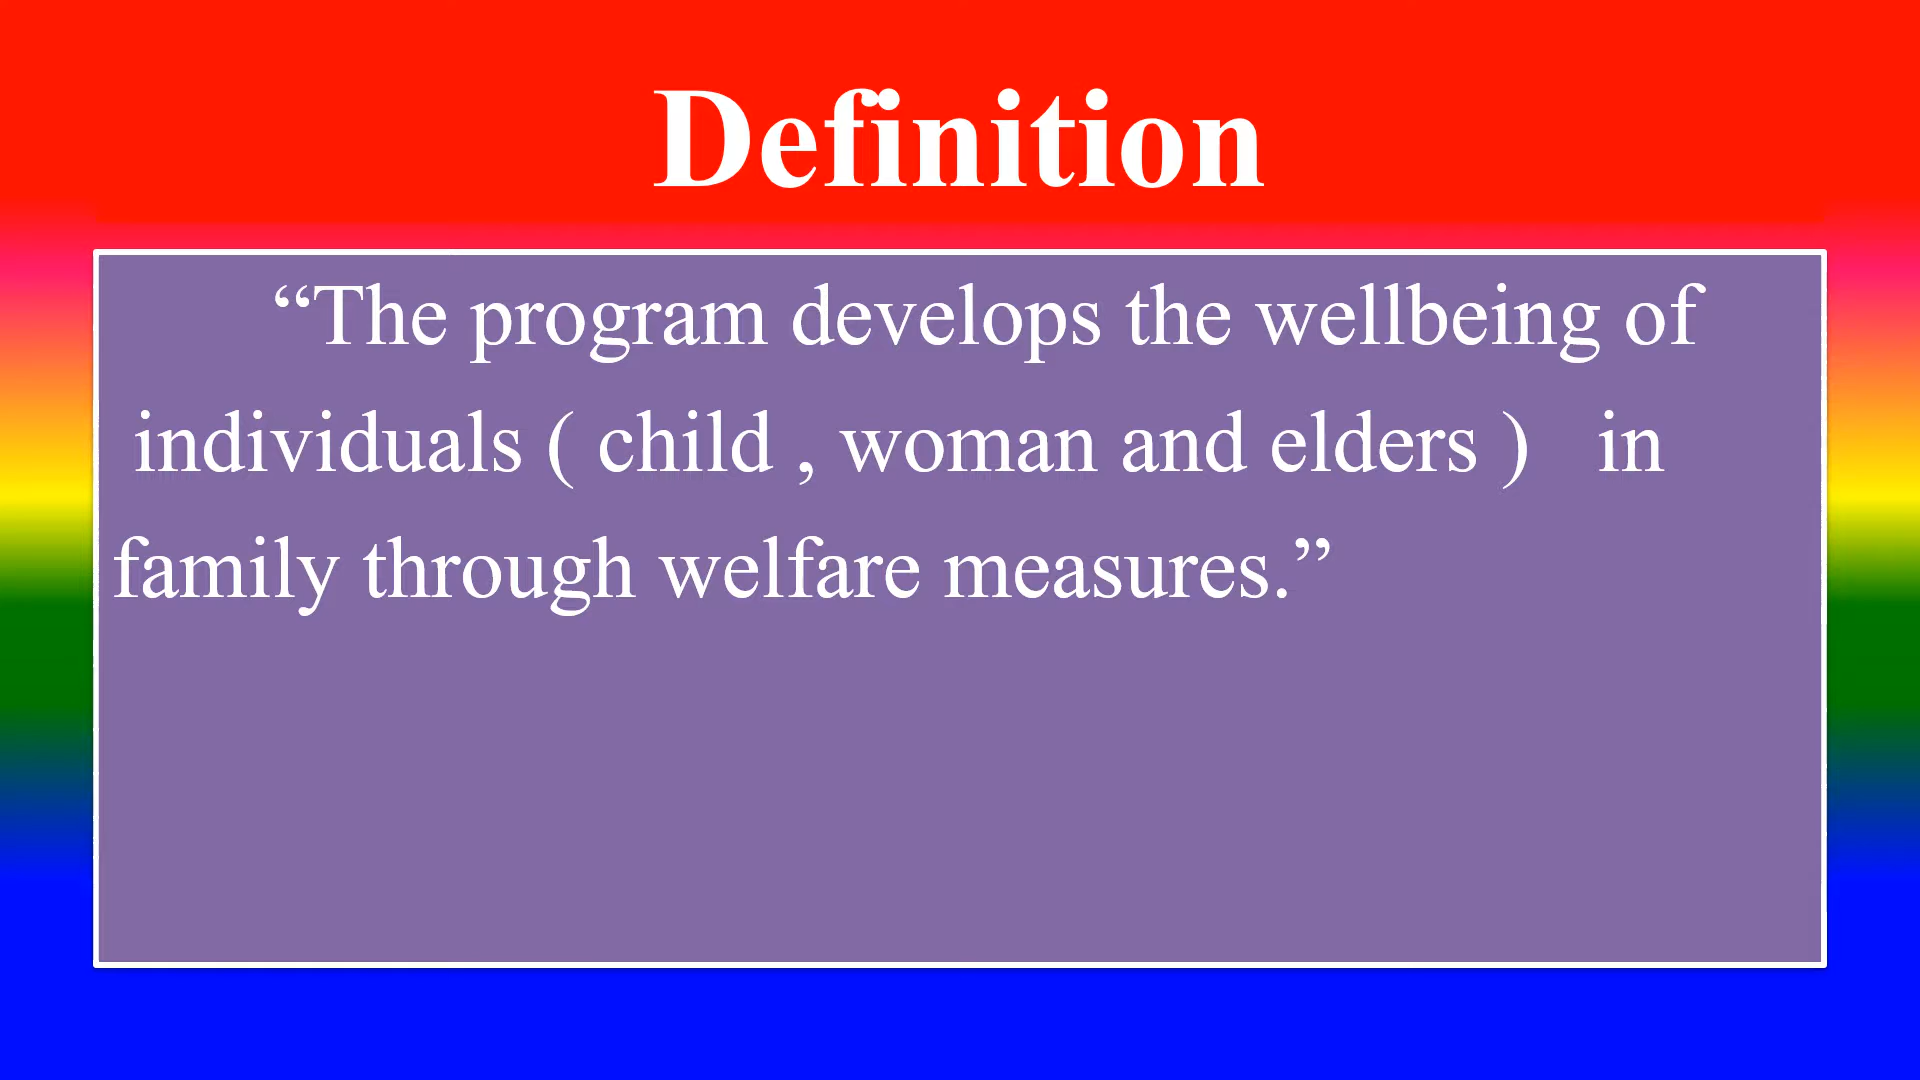 Definition
“The program develops the wellbeing of
individuals ( child , woman and elders ) in
family through welfare measures.”